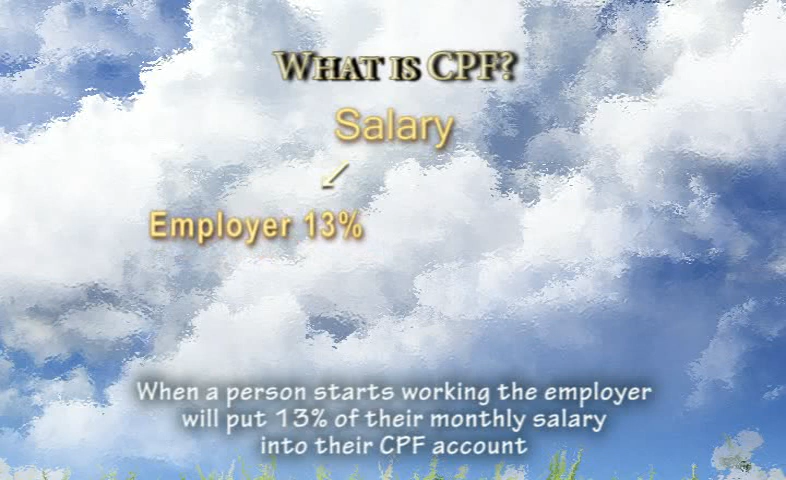 What is CPF?
Salary
Employer 13%
When a person starts working the employer
will put 13% of their monthly salary
into their CPF account